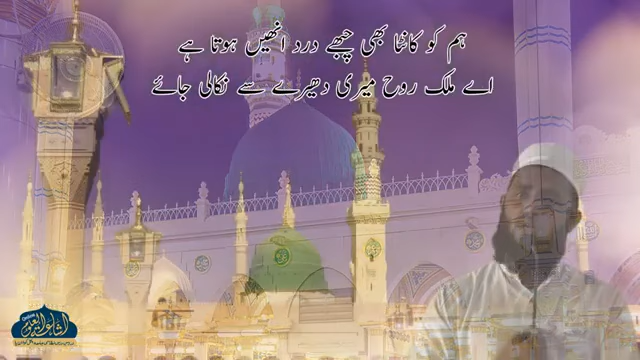 ہم کو کانٹا بھی چبھے درد انھیں ہوتا ہے
اے ملک روح میری دھیرے سے نکالی جائے